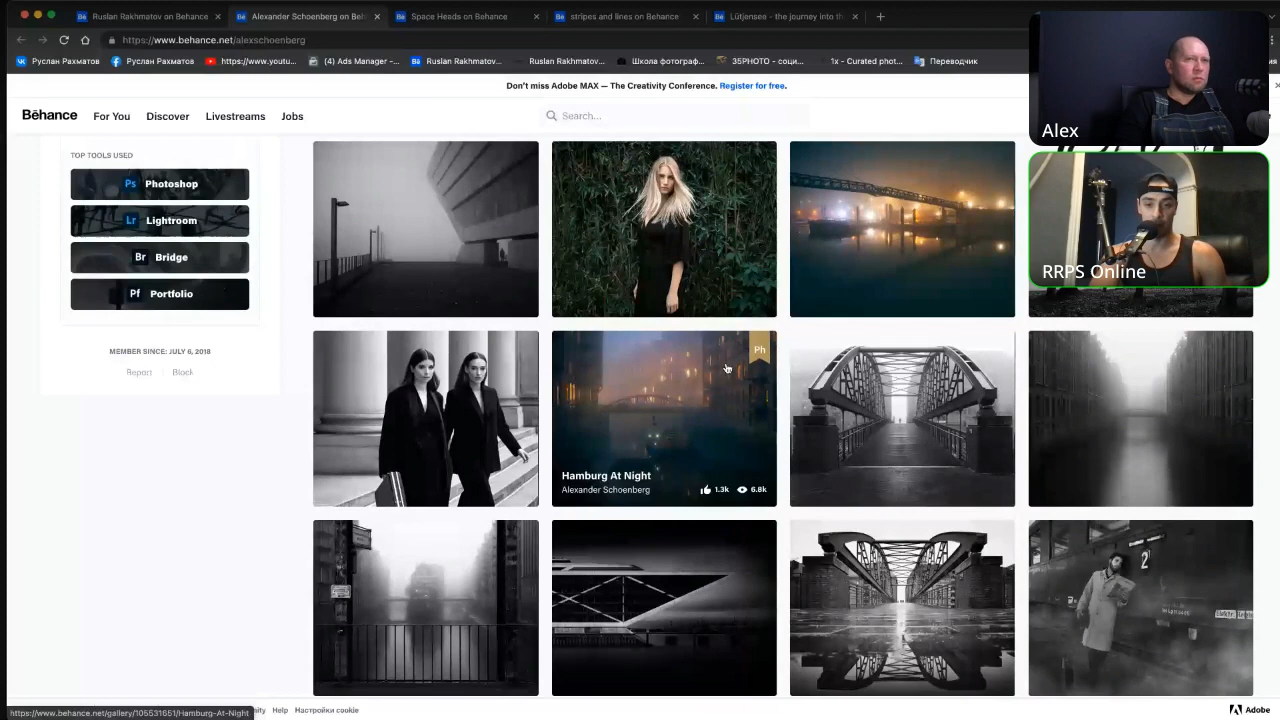 Ruslan Rakhmatov on Behance
Alexander Schoenberg on Beh
Space Heads on Behance
stripes and lines on Behance
Lütjensee - the journey into th
https://www.behance.net/alexschoenberg
Руслан Рахматов
Руслан Рахматов
https://www.youtu...
(4) Ads Manager -...
Ruslan Rakhmatov...
Ruslan Rakhmatov...
Школа фотограф...
35PHOTO - соци...
1x - Curated phot...
Переводчик
Don't miss Adobe MAX — The Creativity Conference. Register for free.
Bēhance
For You
Discover
Livestreams
Jobs
Search...
Alex
RRPS Online
TOP TOOLS USED
Ps Photoshop
Lr Lightroom
Br Bridge
Pf Portfolio
MEMBER SINCE: JULY 6, 2018
Report
Block
Ph
Hamburg At Night
Alexander Schoenberg
1.3k
6.8k
2
https://www.behance.net/gallery/105531651/Hamburg-At-Night
Help
Настройки cookie
Adobe